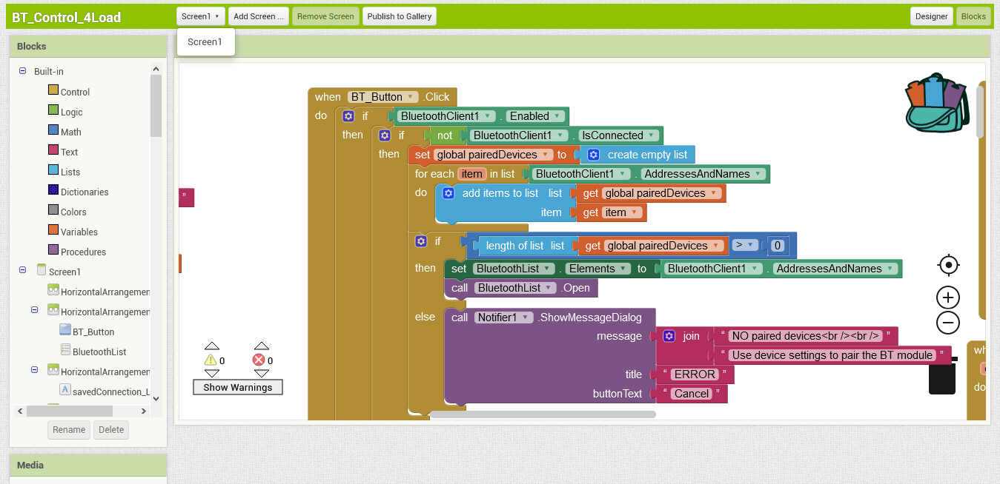 BT_Control_4Load
Screen1 Add Screen ... Remove Screen Publish to Gallery Designer Blocks
Screen1
Blocks
Built-in
Control
Logic
Math
Text
Lists
Dictionaries
Colors
Variables
Procedures
Screen1
HorizontalArrangemen
HorizontalArrangemen
BT_Button
BluetoothList
HorizontalArrangemen
savedConnection_L
Rename Delete
Media
”
when BT_Button .Click
do if BluetoothClient1 . Enabled
then if not BluetoothClient1 . IsConnected
then set global pairedDevices to create empty list
for each item in list BluetoothClient1 . AddressesAndNames
do add items to list list get global pairedDevices
item get item
if length of list list get global pairedDevices > 0
then set BluetoothList . Elements to BluetoothClient1 . AddressesAndNames
call BluetoothList .Open
else call Notifier1 .ShowMessageDialog
message join “ NO paired devices<br /><br /> ”
“ Use device settings to pair the BT module ”
title “ ERROR ”
buttonText “ Cancel ”
0 0
Show Warnings
do